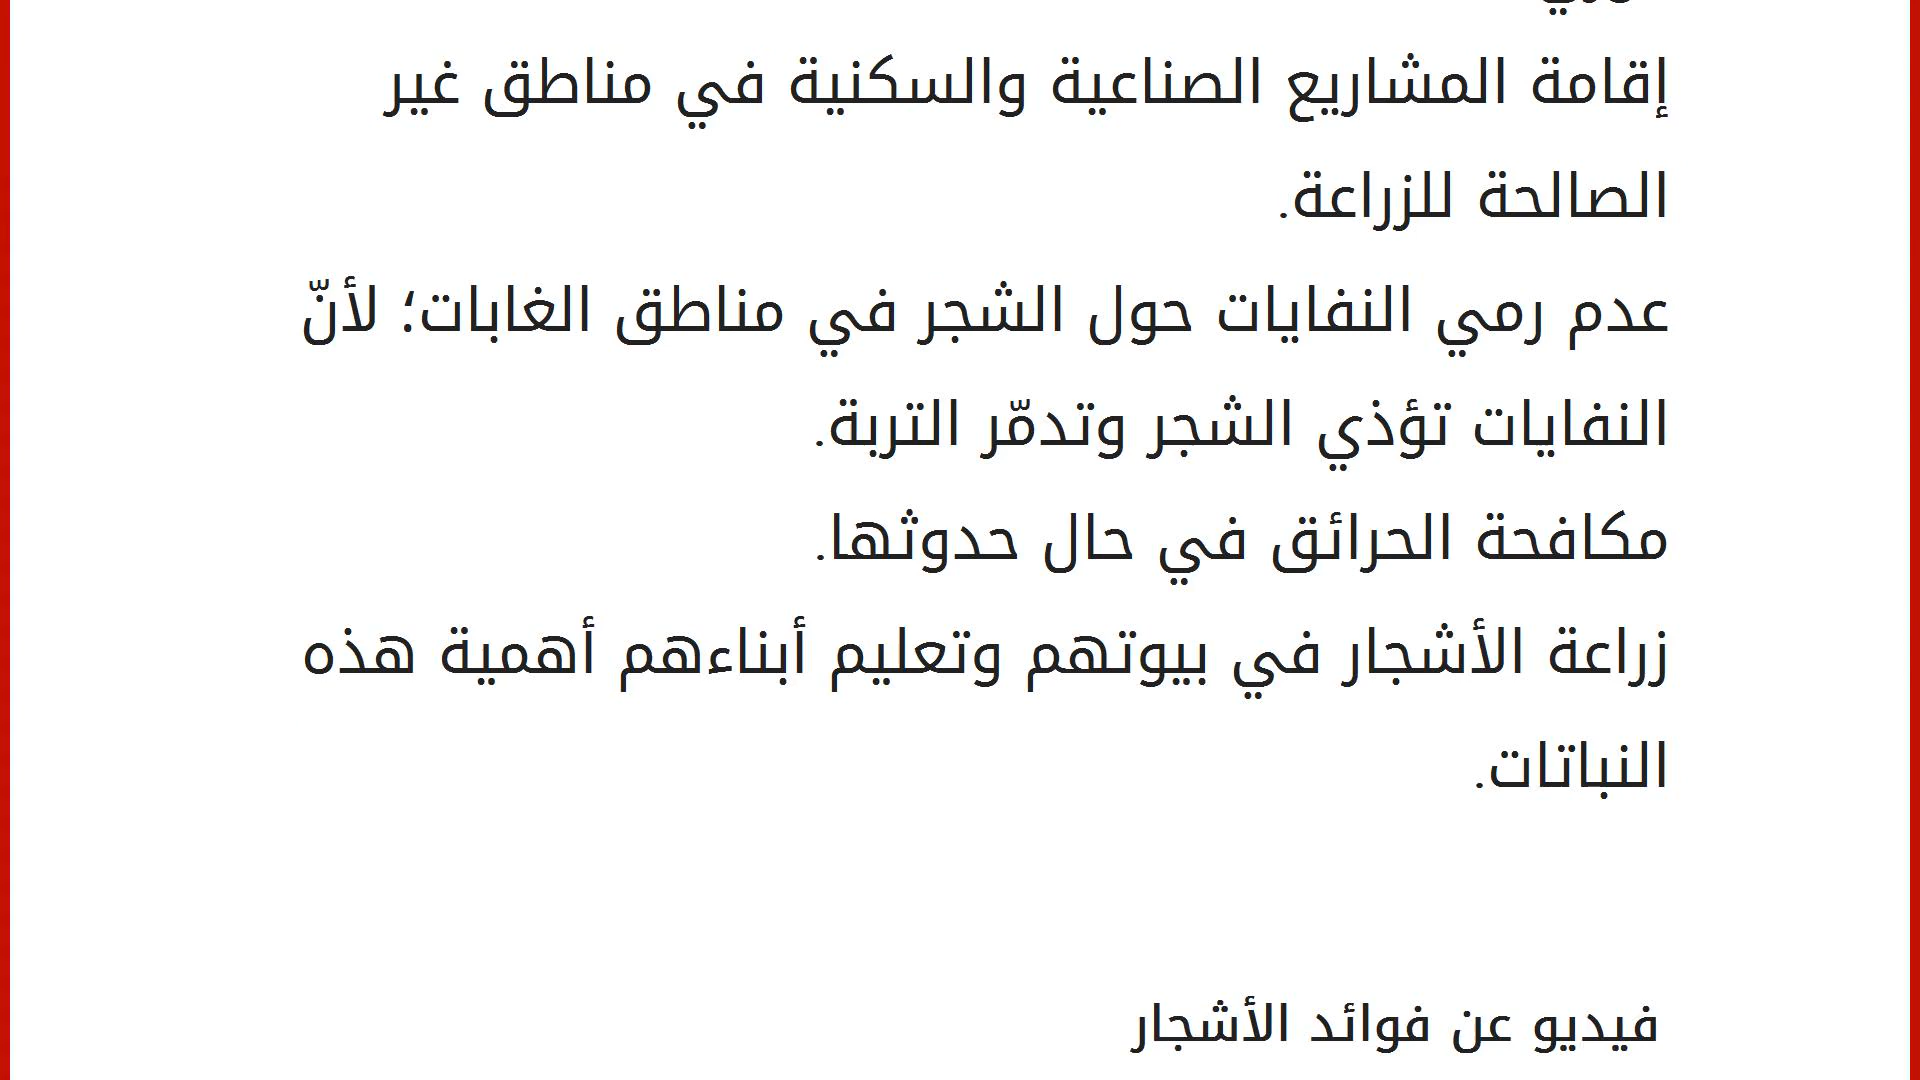 إقامة المشاريع الصناعية والسكنية في مناطق غير
الصالحة للزراعة.
عدم رمي النفايات حول الشجر في مناطق الغابات؛ لأنّ
النفايات تؤذي الشجر وتدمّر التربة.
مكافحة الحرائق في حال حدوثها.
زراعة الأشجار في بيوتهم وتعليم أبناءهم أهمية هذه
النباتات.
فيديو عن فوائد الأشجار